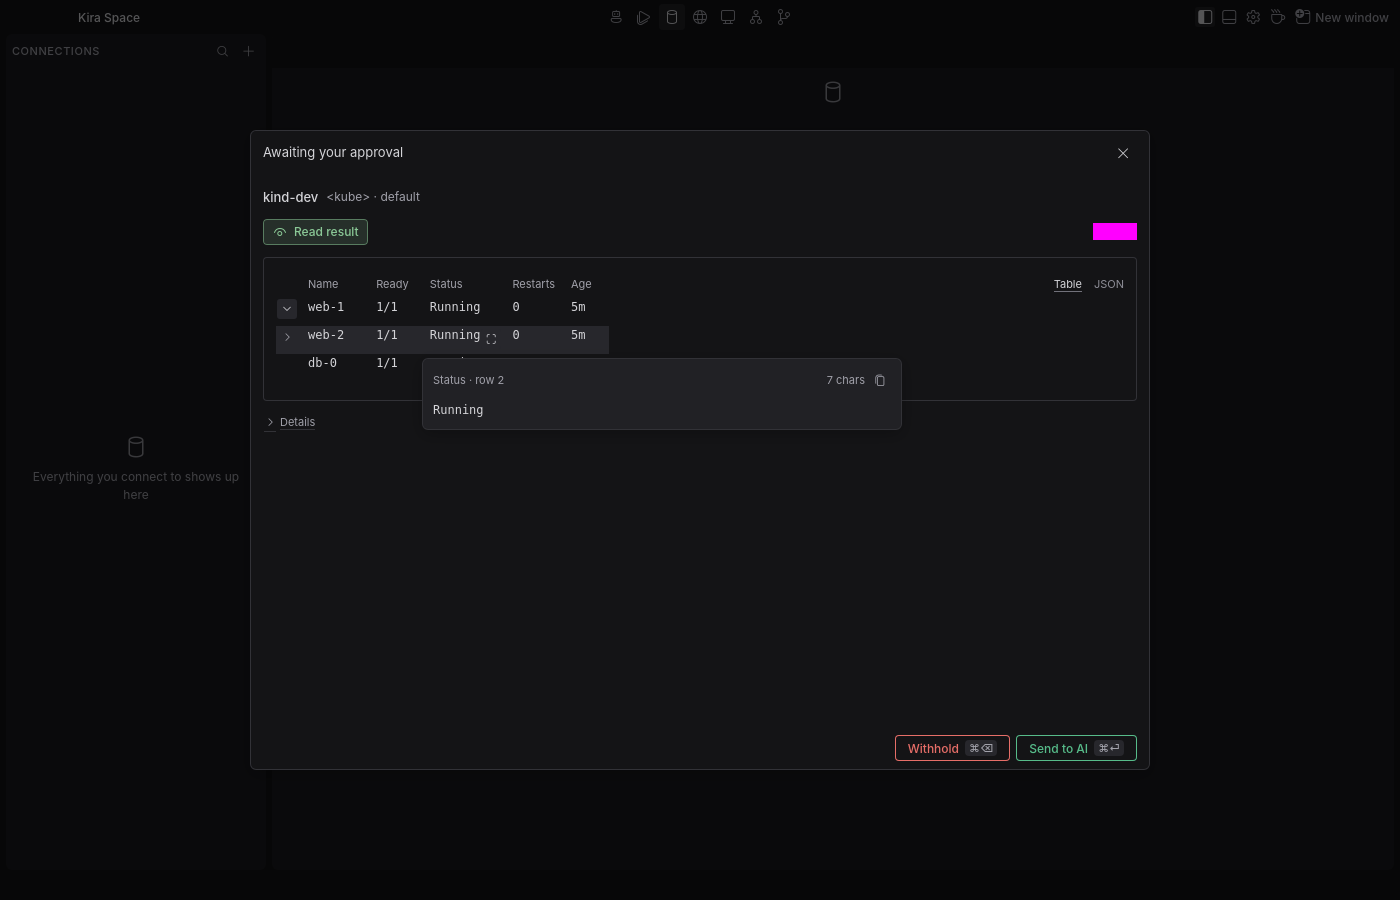 Kira Space
New window
CONNECTIONS
Awaiting your approval
kind-dev <kube> · default
Read result
Name Ready Status Restarts Age
Table JSON
web-1 1/1 Running 0 5m
web-2 1/1 Running 0 5m
db-0 1/1
Status · row 2 7 chars
Running
Details
Everything you connect to shows up
here
Withhold ⌘⌫
Send to AI ⌘⏎